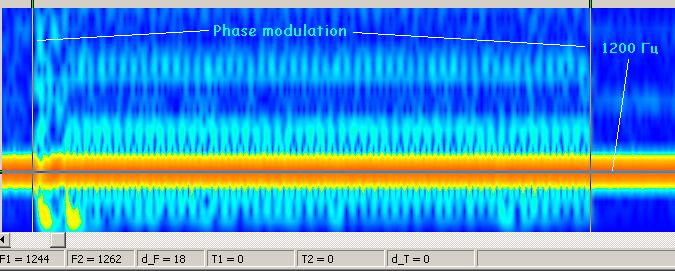 Phase modulation
1200 Гц
F1 = 1244 F2 = 1262 d_F = 18 T1 = 0 T2 = 0 d_T = 0